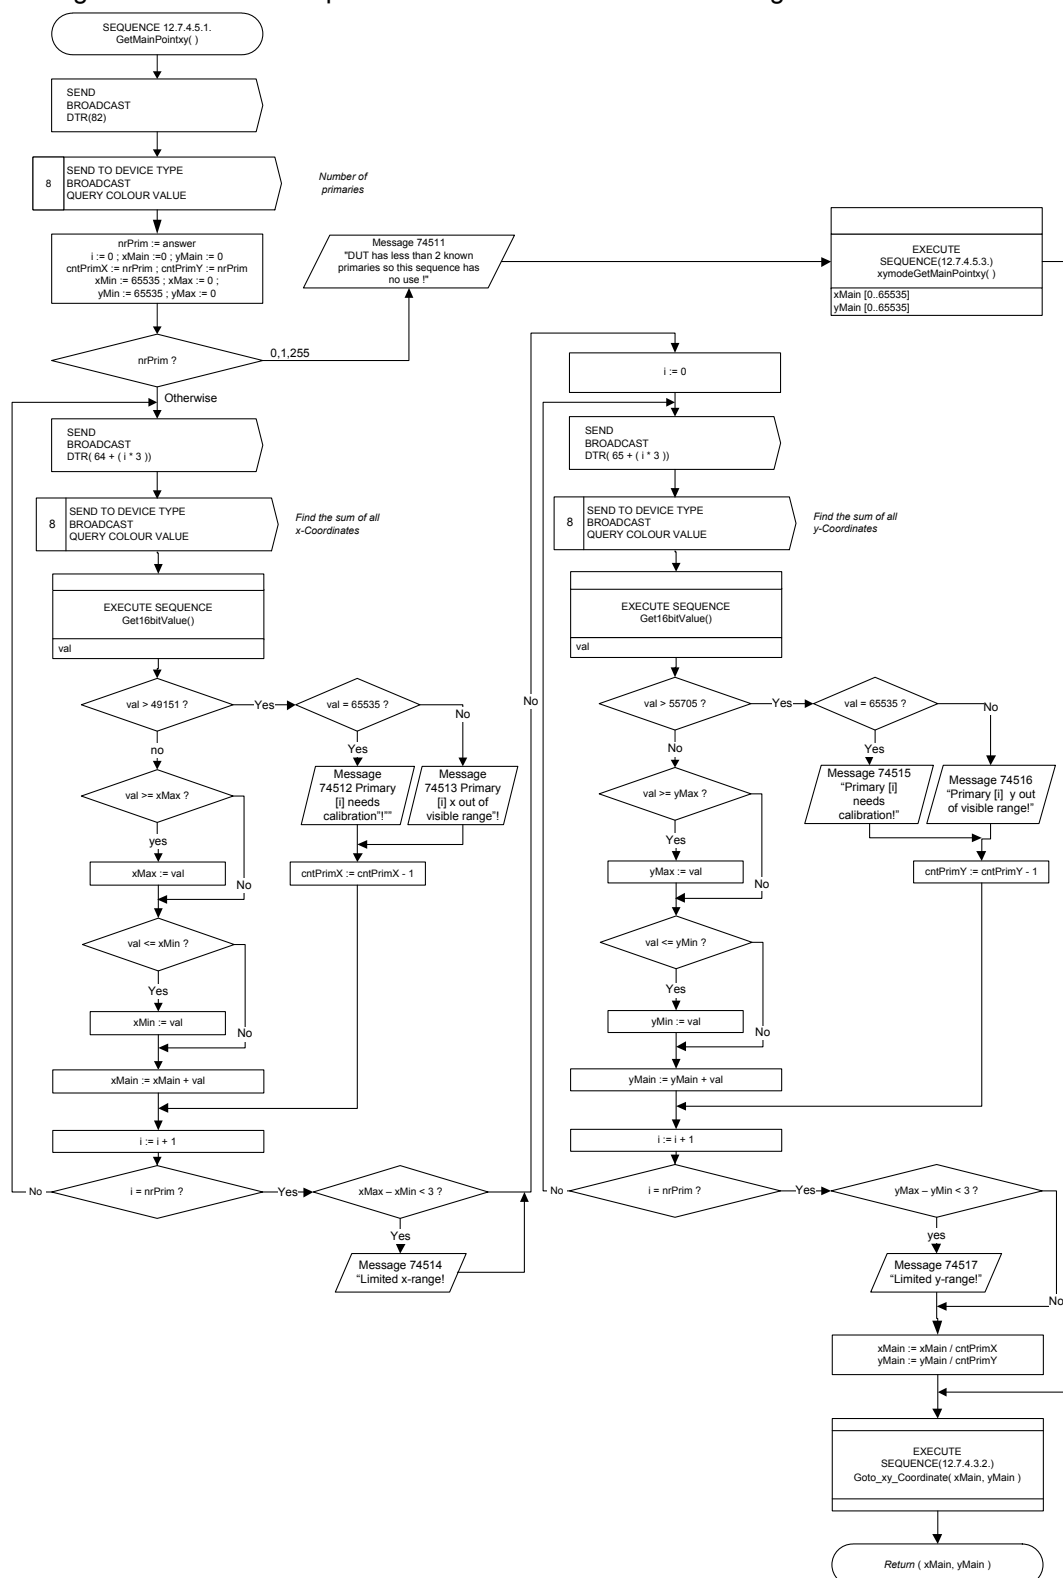 SEQUENCE 12.7.4.5.1.
GetMainPointxy( )
SEND
BROADCAST
DTR(82)
8
SEND TO DEVICE TYPE
BROADCAST
QUERY COLOUR VALUE
Number of
primaries
nrPrim := answer
i := 0 ; xMain :=0 ; yMain := 0
cntPrimX := nrPrim ; cntPrimY := nrPrim
xMin := 65535 ; xMax := 0 ;
yMin := 65535 ; yMax := 0
Message 74511
"DUT has less than 2 known
primaries so this sequence has
no use !"
EXECUTE
SEQUENCE(12.7.4.5.3.)
xymodeGetMainPointxy( )
xMain [0..65535]
yMain [0..65535]
nrPrim ?
0,1,255
Otherwise
SEND
BROADCAST
DTR( 64 + ( i * 3 ))
8
SEND TO DEVICE TYPE
BROADCAST
QUERY COLOUR VALUE
Find the sum of all
x-Coordinates
EXECUTE SEQUENCE
Get16bitValue()
val
val > 49151 ?
Yes
val = 65535 ?
No
no
Yes
Message
74512 Primary
[i] needs
calibration”!””
Message
74513 Primary
[i] x out of
visible range”!
val >= xMax ?
yes
xMax := val
No
cntPrimX := cntPrimX - 1
val <= xMin ?
Yes
xMin := val
No
xMain := xMain + val
i := i + 1
No
i = nrPrim ?
Yes
xMax – xMin < 3 ?
Yes
Message 74514
“Limited x-range!
No
i := 0
SEND
BROADCAST
DTR( 65 + ( i * 3 ))
8
SEND TO DEVICE TYPE
BROADCAST
QUERY COLOUR VALUE
Find the sum of all
y-Coordinates
EXECUTE SEQUENCE
Get16bitValue()
val
val > 55705 ?
Yes
val = 65535 ?
No
No
Yes
Message 74515
“Primary [i]
needs
calibration!”
Message 74516
“Primary [i] y out
of visible range!”
val >= yMax ?
Yes
yMax := val
No
cntPrimY := cntPrimY - 1
val <= yMin ?
Yes
yMin := val
No
yMain := yMain + val
i := i + 1
No
i = nrPrim ?
Yes
yMax – yMin < 3 ?
yes
Message 74517
“Limited y-range!”
No
xMain := xMain / cntPrimX
yMain := yMain / cntPrimY
EXECUTE
SEQUENCE(12.7.4.3.2.)
Goto_xy_Coordinate( xMain, yMain )
Return ( xMain, yMain )